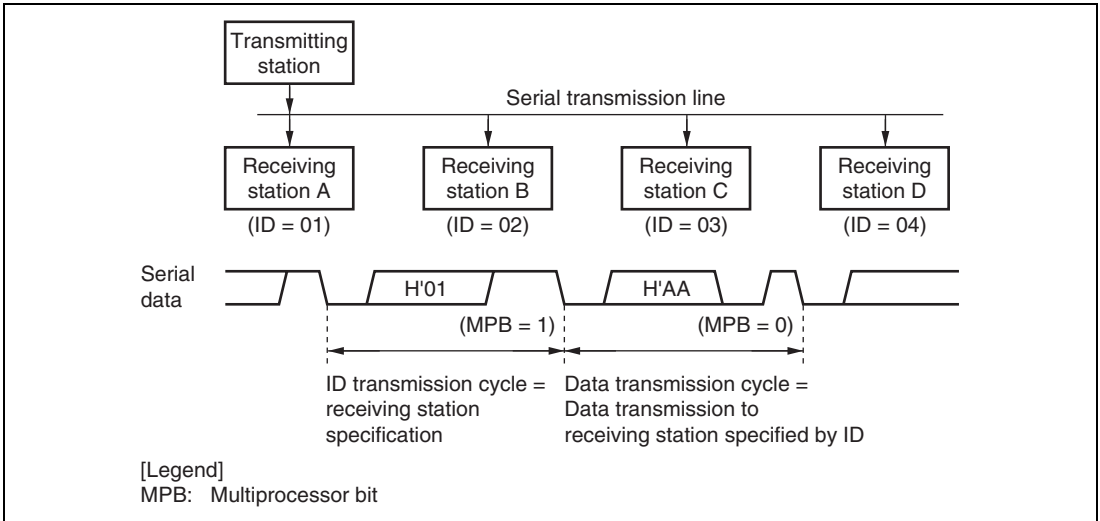 Transmitting
station
Serial transmission line
Receiving
station A
Receiving
station B
Receiving
station C
Receiving
station D
(ID = 01)
(ID = 02)
(ID = 03)
(ID = 04)
Serial
data
H'01
H'AA
(MPB = 1)
(MPB = 0)
ID transmission cycle =
receiving station
specification
Data transmission cycle =
Data transmission to
receiving station specified by ID
[Legend]
MPB: Multiprocessor bit